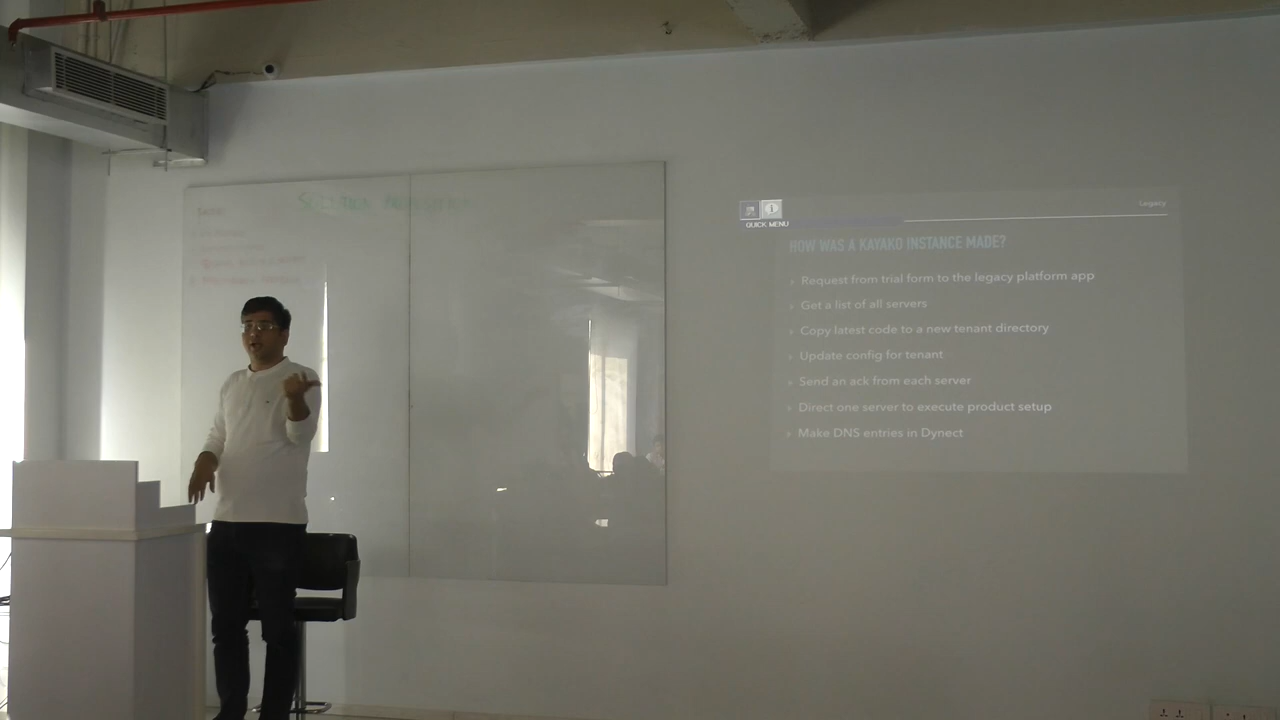 Legacy
QUICK MENU
HOW WAS A KAYAKO INSTANCE MADE?
Request from trial form to the legacy platform app
Get a list of all servers
Copy latest code to a new tenant directory
Update config for tenant
Send an ack from each server
Direct one server to execute product setup
Make DNS entries in Dynect